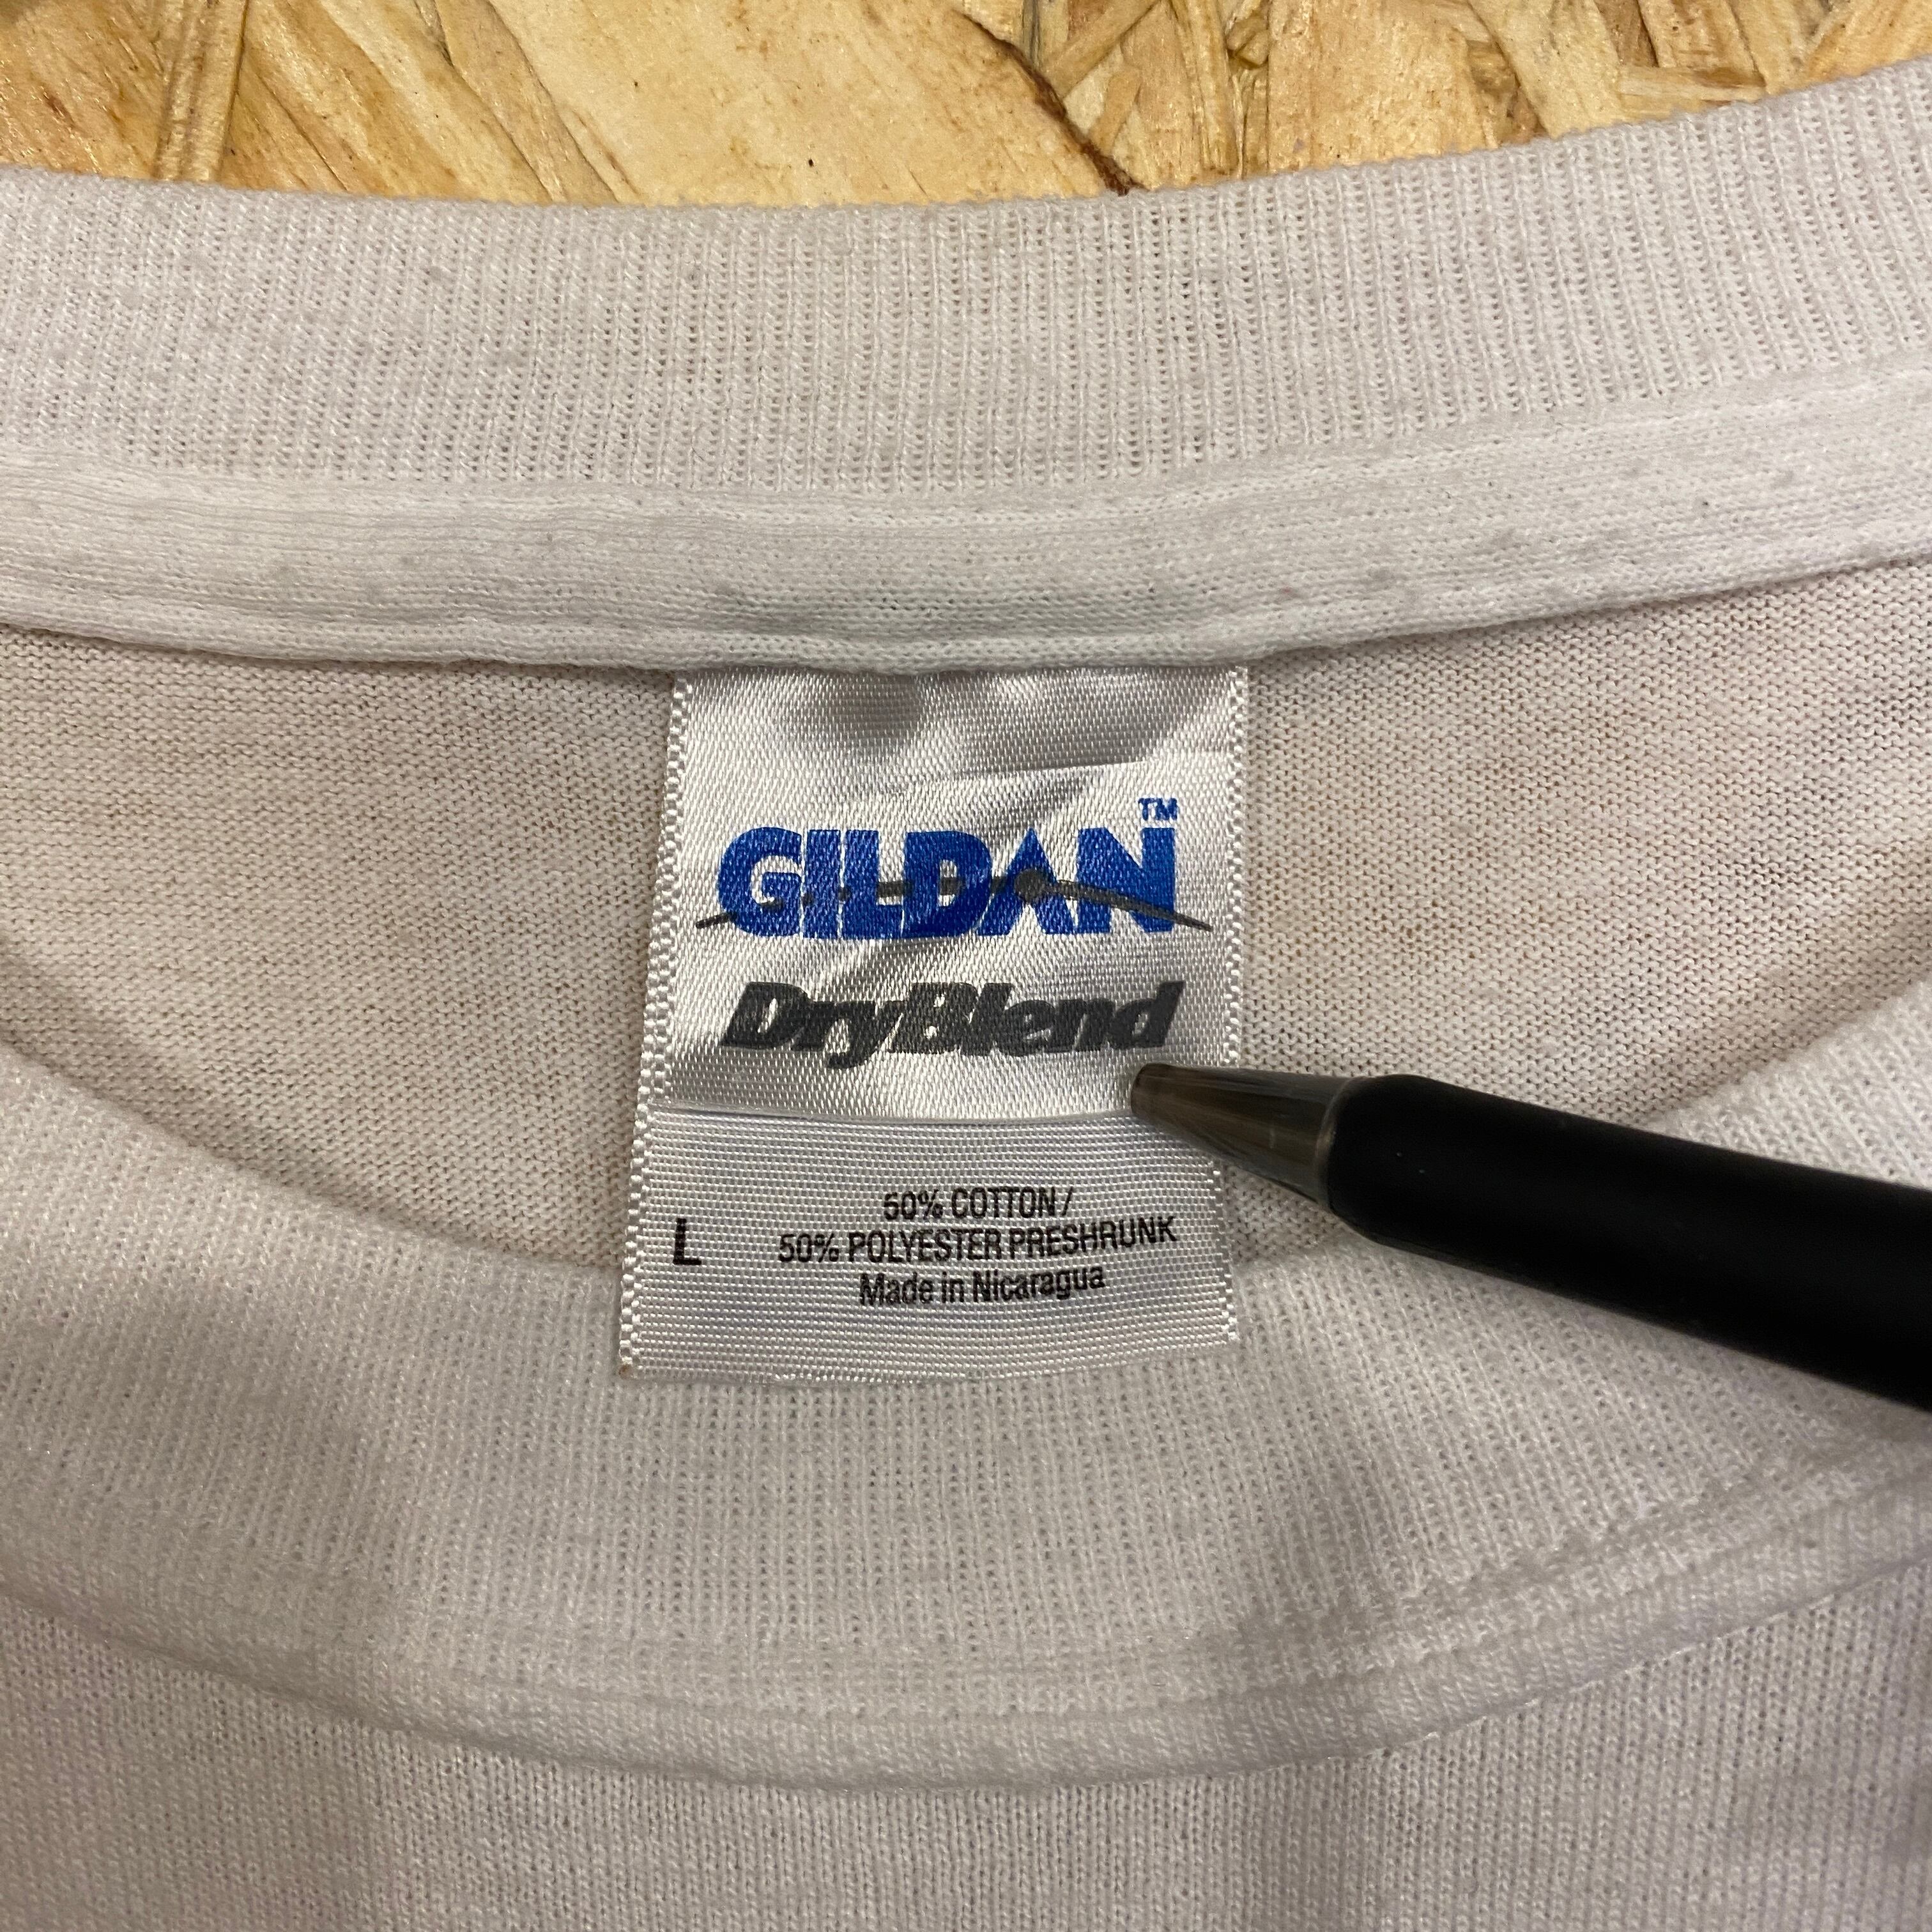 GILDAN™
DryBlend
L
50% COTTON /
50% POLYESTER PRESHRUNK
Made in Nicaragua